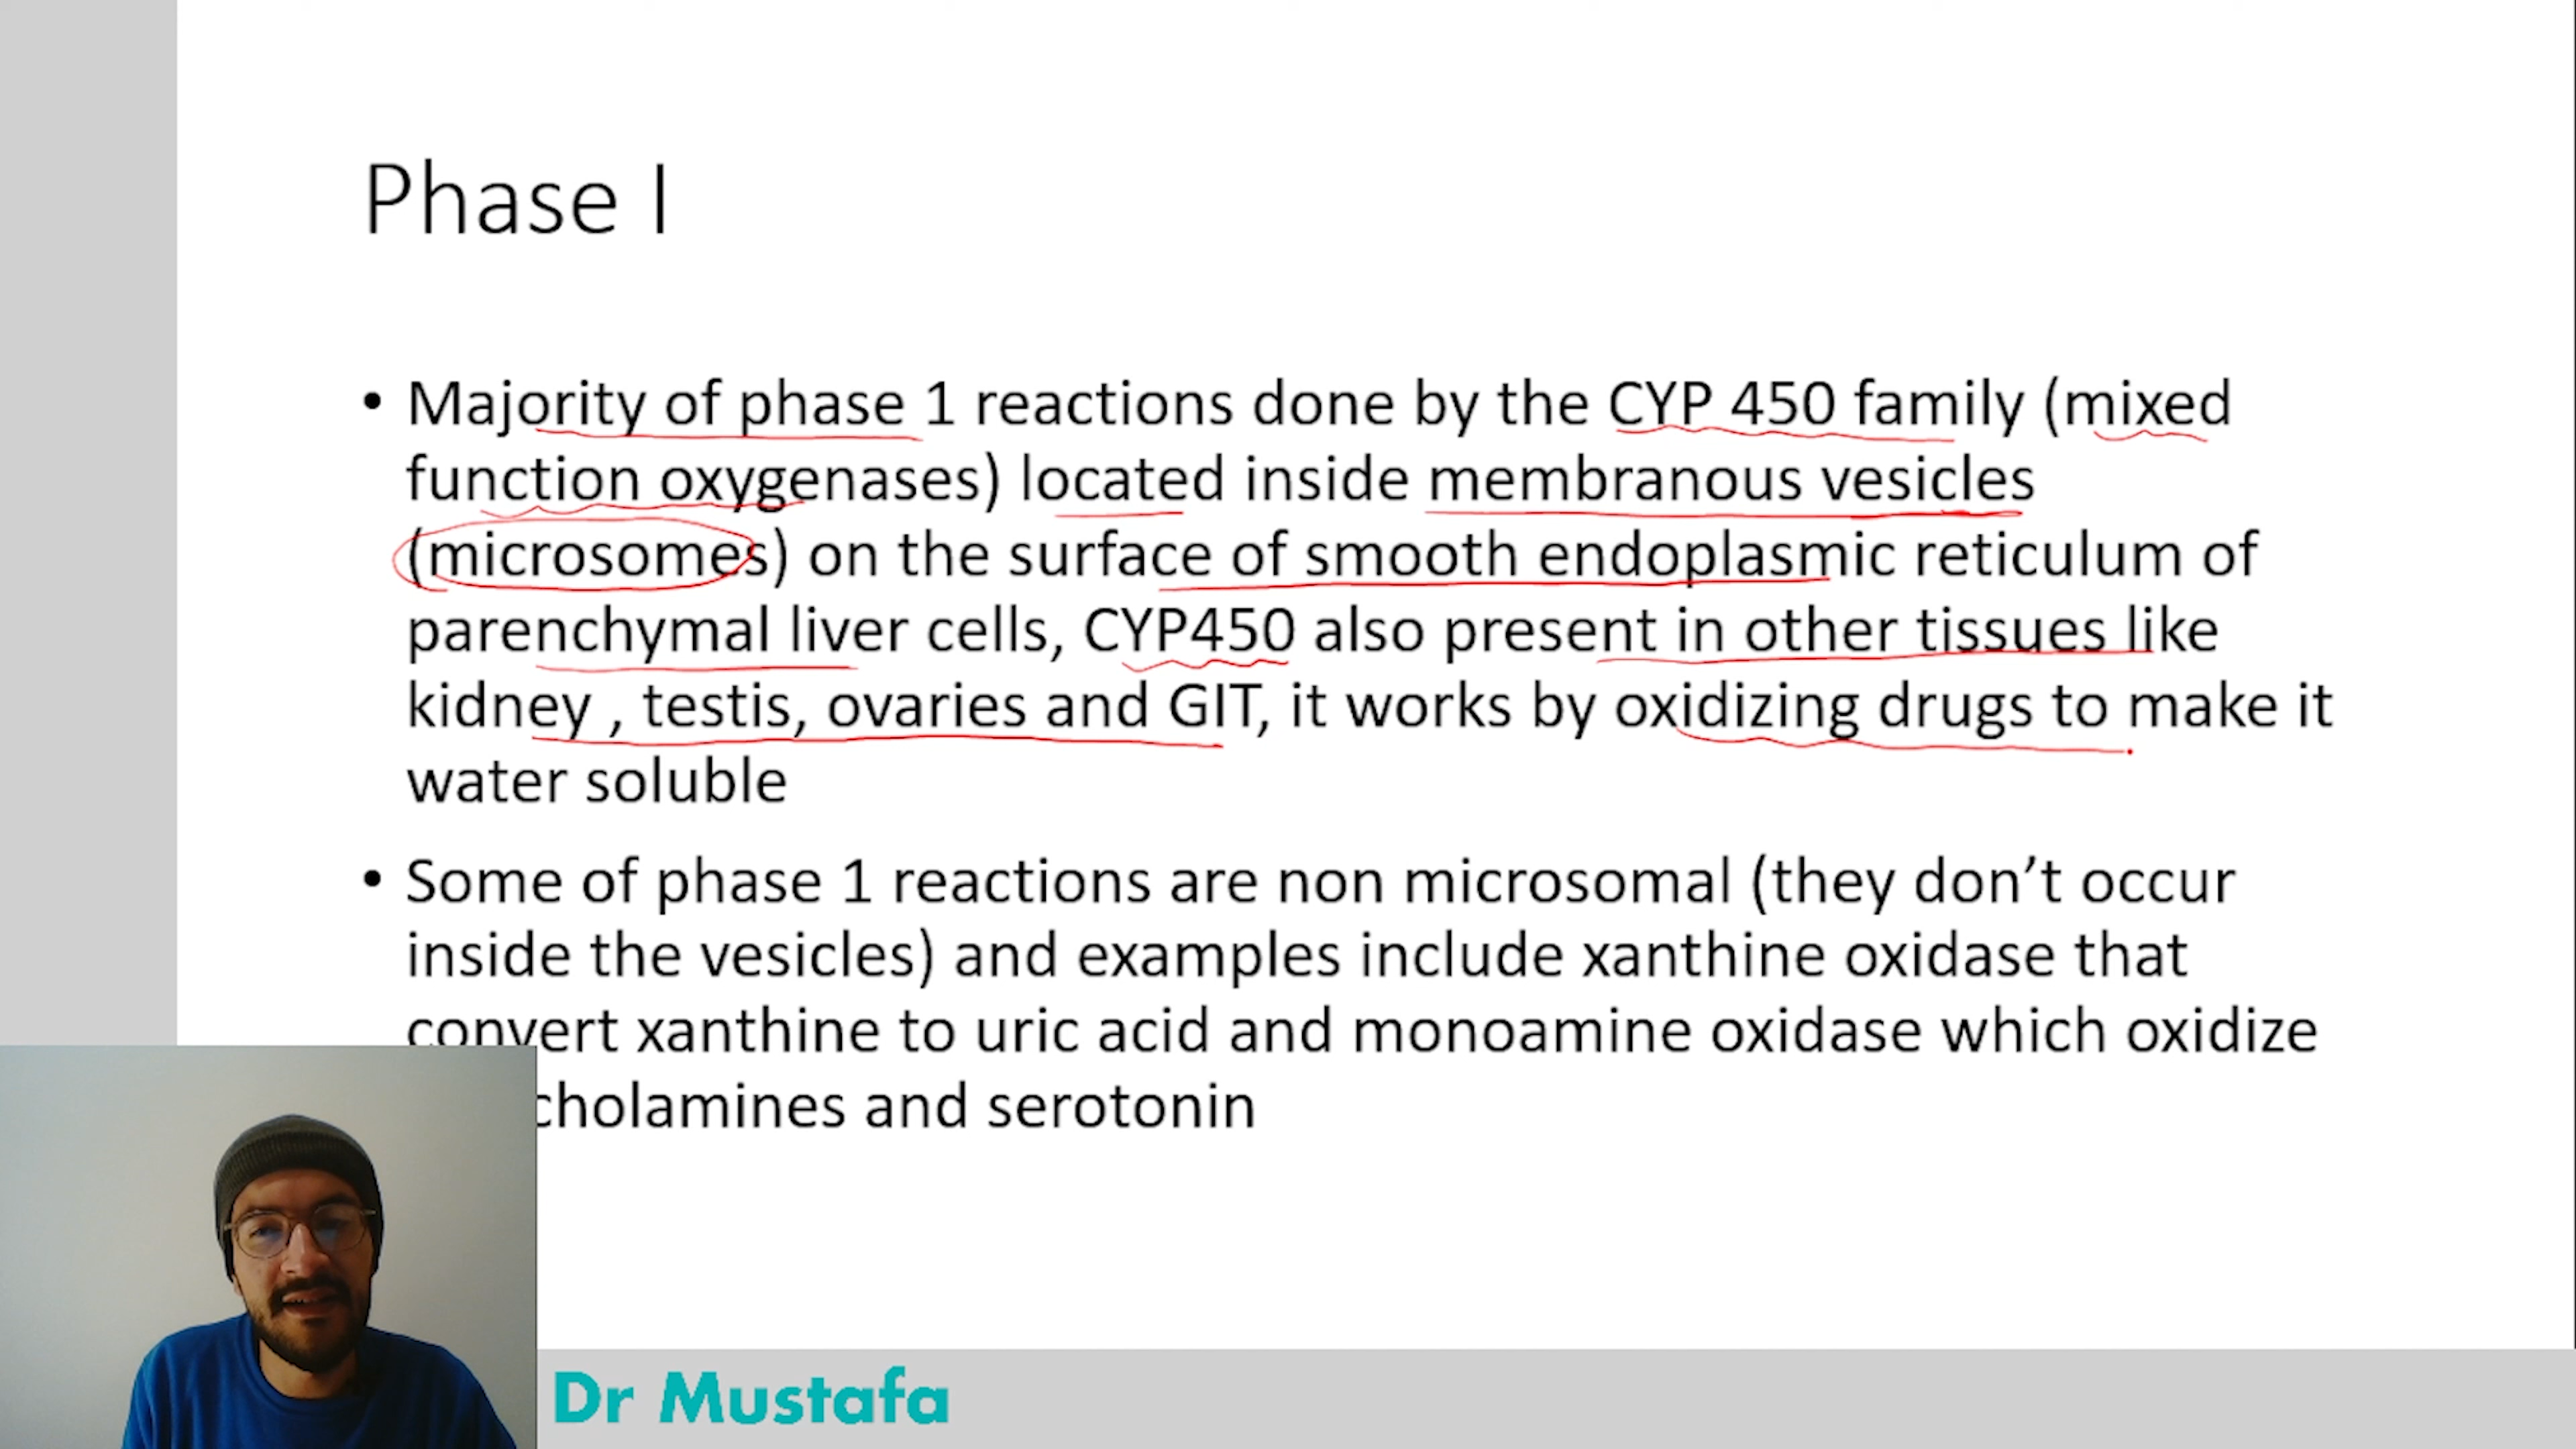 Phase I
• Majority of phase 1 reactions done by the CYP 450 family (mixed
function oxygenases) located inside membranous vesicles
(microsomes) on the surface of smooth endoplasmic reticulum of
parenchymal liver cells, CYP450 also present in other tissues like
kidney , testis, ovaries and GIT, it works by oxidizing drugs to make it
water soluble
• Some of phase 1 reactions are non microsomal (they don’t occur
inside the vesicles) and examples include xanthine oxidase that
convert xanthine to uric acid and monoamine oxidase which oxidize
cholamines and serotonin
Dr Mustafa